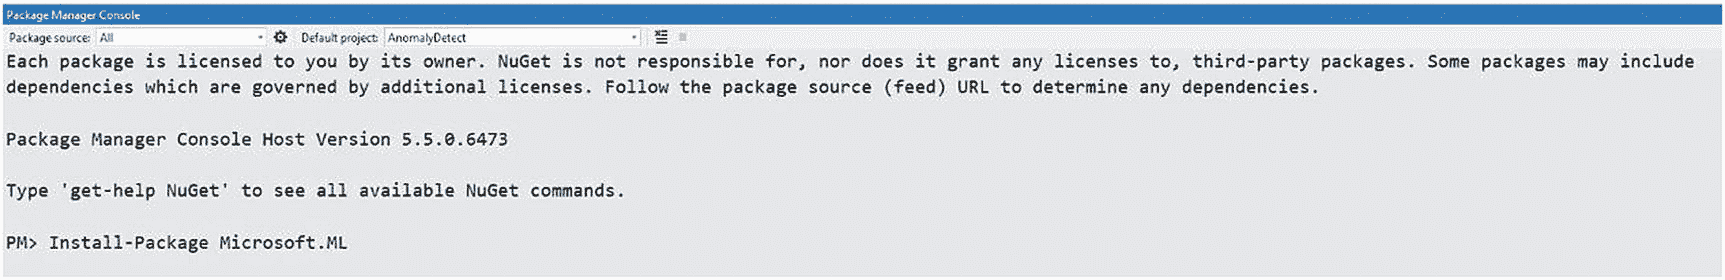 Package Manager Console
Package source: All Default project: AnomalyDetect
Each package is licensed to you by its owner. NuGet is not responsible for, nor does it grant any licenses to, third-party packages. Some packages may include
dependencies which are governed by additional licenses. Follow the package source (feed) URL to determine any dependencies.
Package Manager Console Host Version 5.5.0.6473
Type 'get-help NuGet' to see all available NuGet commands.
PM> Install-Package Microsoft.ML